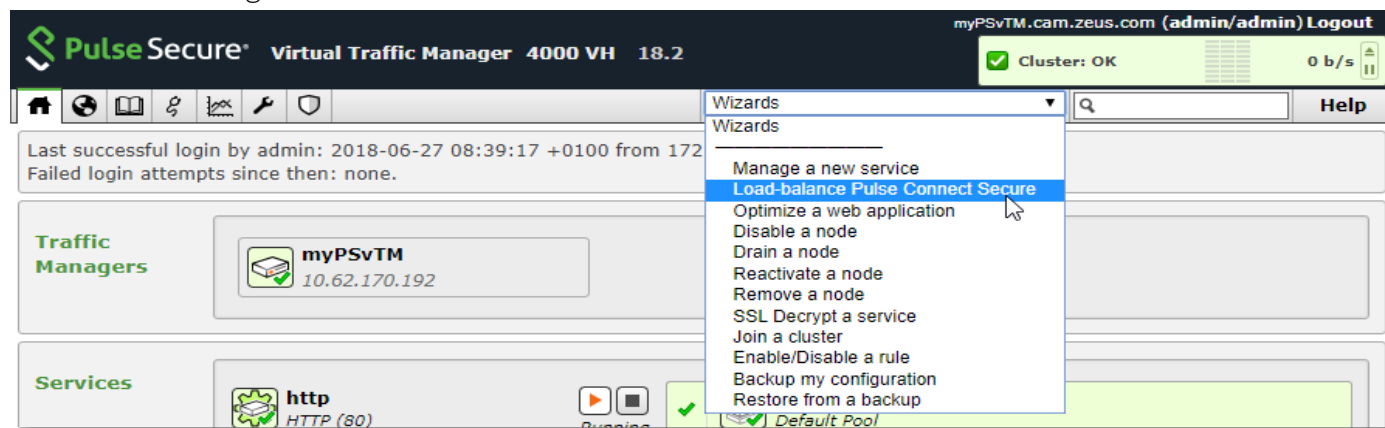 myPSvTM.cam.zeus.com (admin/admin) Logout
Pulse Secure® Virtual Traffic Manager 4000 VH 18.2
Cluster: OK 0 b/s
Wizards
Help
Wizards
Last successful login by admin: 2018-06-27 08:39:17 +0100 from 172
Failed login attempts since then: none.
Manage a new service
Load-balance Pulse Connect Secure
Optimize a web application
Disable a node
Drain a node
Reactivate a node
Remove a node
SSL Decrypt a service
Join a cluster
Enable/Disable a rule
Backup my configuration
Restore from a backup
Traffic
Managers
myPSvTM
10.62.170.192
Services
http
HTTP (80)
Running
Default Pool